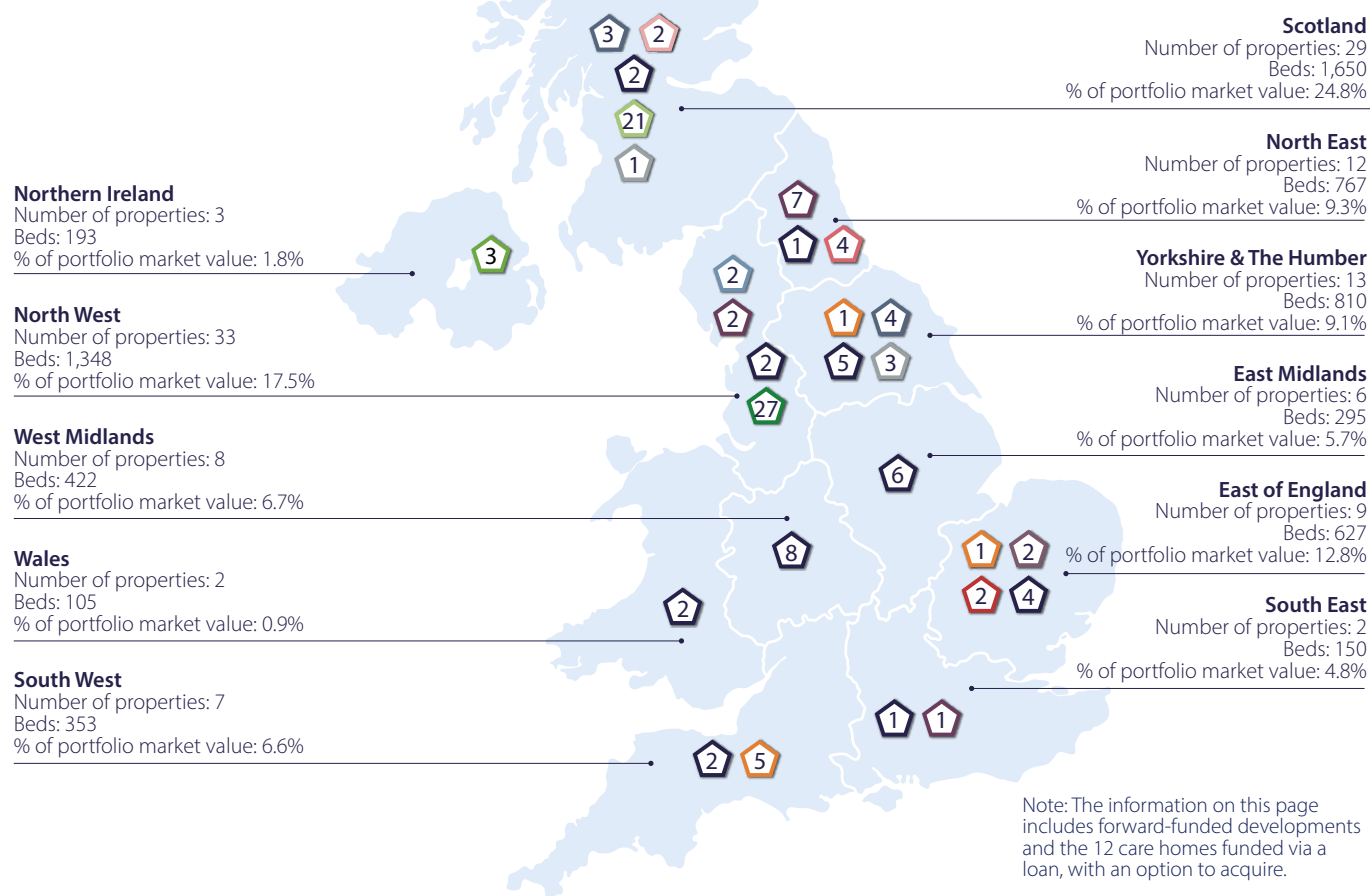 Scotland
Number of properties: 29
Beds: 1,650
% of portfolio market value: 24.8%
North East
Number of properties: 12
Beds: 767
% of portfolio market value: 9.3%
Yorkshire & The Humber
Number of properties: 13
Beds: 810
% of portfolio market value: 9.1%
East Midlands
Number of properties: 6
Beds: 295
% of portfolio market value: 5.7%
East of England
Number of properties: 9
Beds: 627
% of portfolio market value: 12.8%
South East
Number of properties: 2
Beds: 150
% of portfolio market value: 4.8%
Northern Ireland
Number of properties: 3
Beds: 193
% of portfolio market value: 1.8%
North West
Number of properties: 33
Beds: 1,348
% of portfolio market value: 17.5%
West Midlands
Number of properties: 8
Beds: 422
% of portfolio market value: 6.7%
Wales
Number of properties: 2
Beds: 105
% of portfolio market value: 0.9%
South West
Number of properties: 7
Beds: 353
% of portfolio market value: 6.6%
3 2
2
21
1
7
1 4
3
2
2
2
27
1 4
5 3
6
8
1 2
2 4
2
1 1
2 5
Note: The information on this page
includes forward-funded developments
and the 12 care homes funded via a
loan, with an option to acquire.